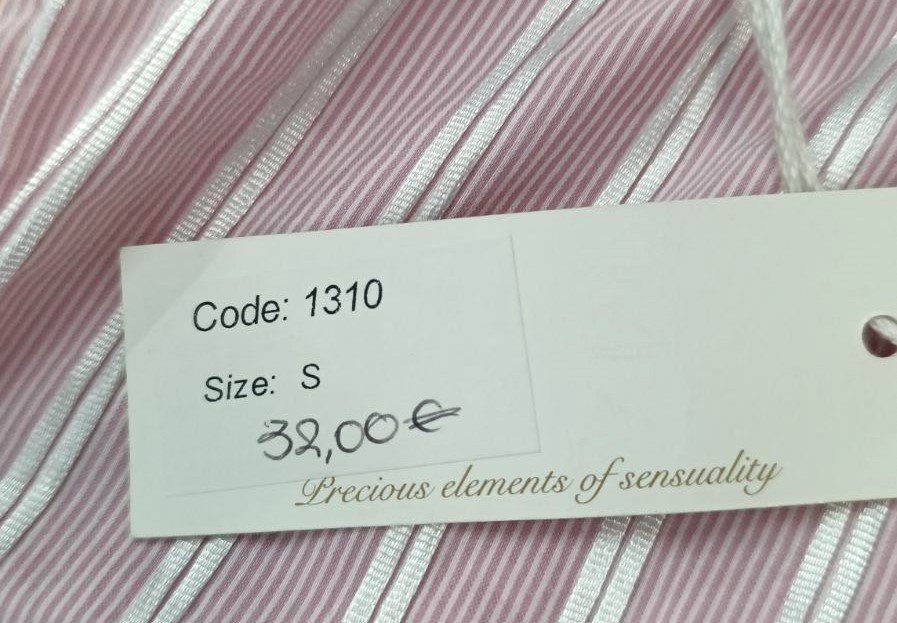 Code: 1310
Size: S
32,00€
Precious elements of sensuality